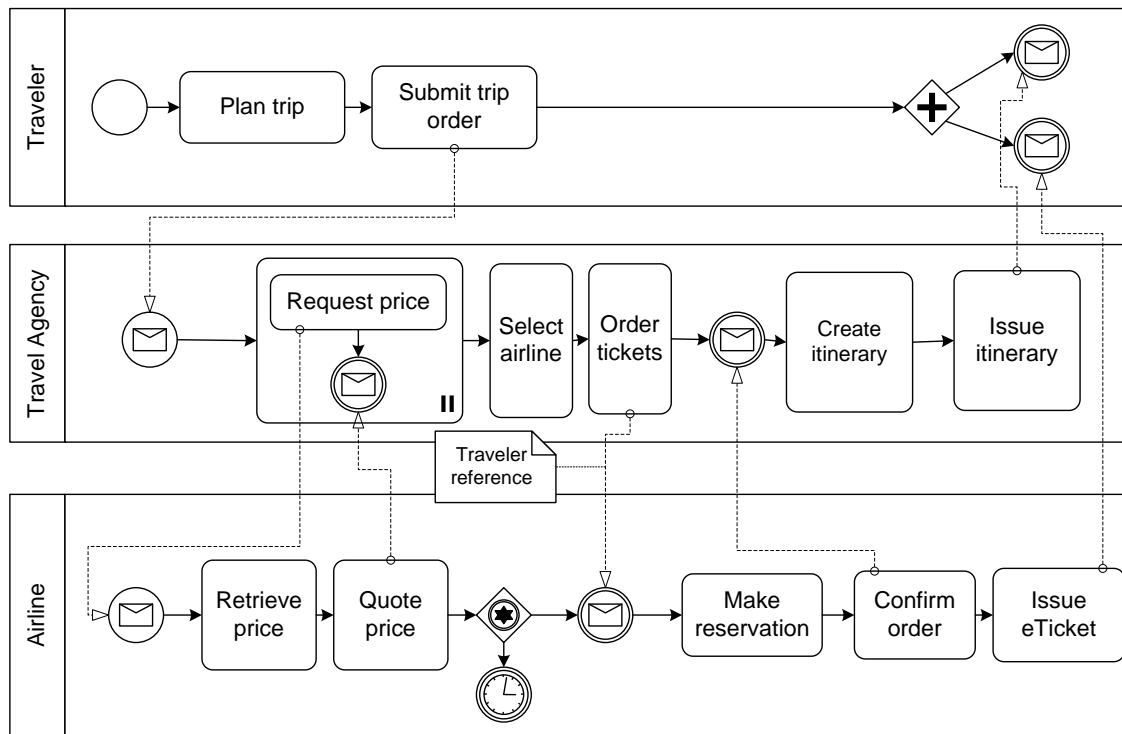 Traveler
Plan trip
Submit trip
order
Travel Agency
Request price
Select
airline
Order
tickets
Create
itinerary
Issue
itinerary
Traveler
reference
Airline
Retrieve
price
Quote
price
Make
reservation
Confirm
order
Issue
eTicket